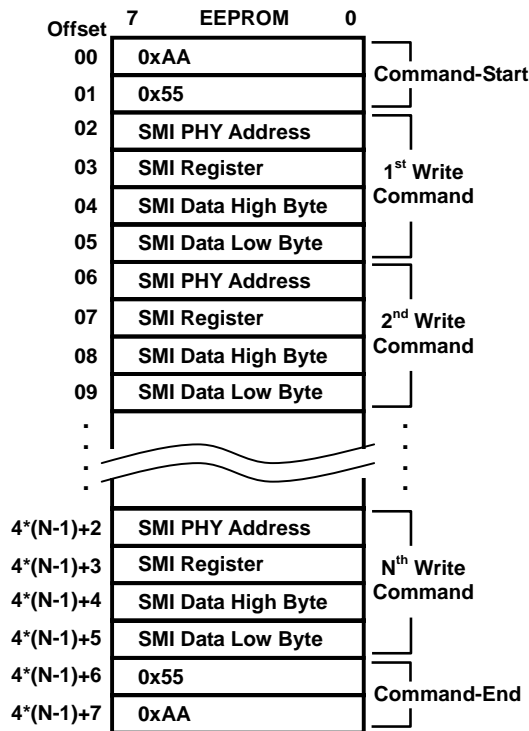 7 EEPROM 0
Offset
00 0xAA
Command-Start
01 0x55
02 SMI PHY Address
03 SMI Register
1st Write
Command
04 SMI Data High Byte
05 SMI Data Low Byte
06 SMI PHY Address
07 SMI Register
2nd Write
Command
08 SMI Data High Byte
09 SMI Data Low Byte
4*(N-1)+2 SMI PHY Address
4*(N-1)+3 SMI Register
Nth Write
Command
4*(N-1)+4 SMI Data High Byte
4*(N-1)+5 SMI Data Low Byte
4*(N-1)+6 0x55
Command-End
4*(N-1)+7 0xAA